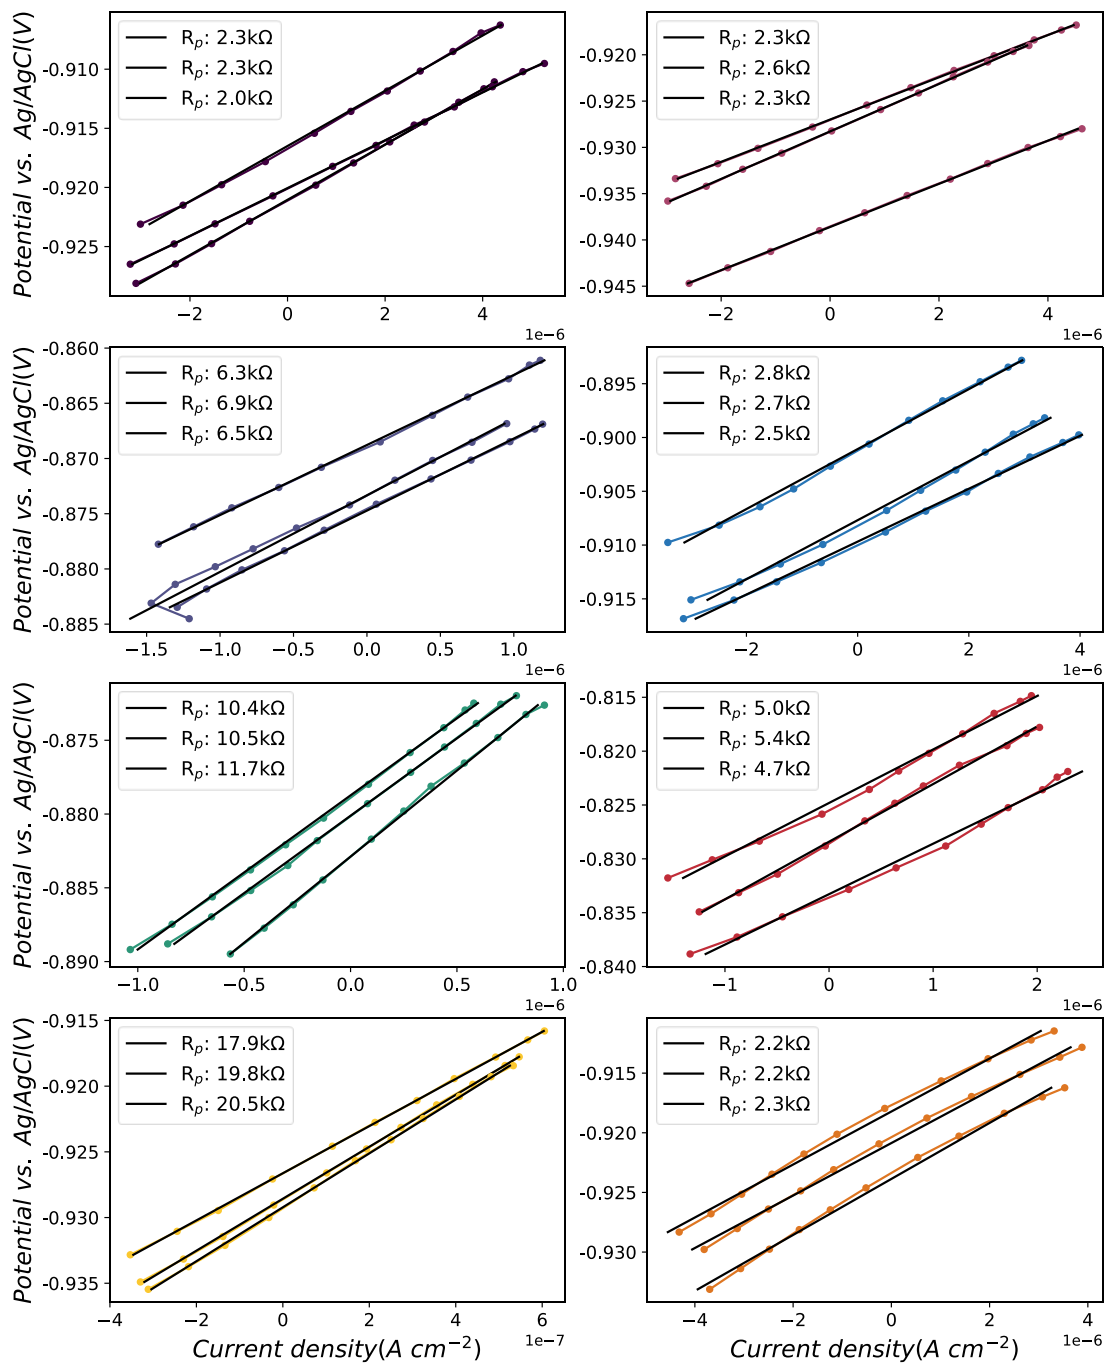 R_p: 2.3kΩ
R_p: 2.3kΩ
R_p: 2.0kΩ
-0.910
-0.915
-0.920
-0.925
Potential vs. Ag/AgCl(V)
−2
0
2
4
1e-6
R_p: 2.3kΩ
R_p: 2.6kΩ
R_p: 2.3kΩ
-0.920
-0.925
-0.930
-0.935
-0.940
-0.945
−2
0
2
4
1e-6
R_p: 6.3kΩ
R_p: 6.9kΩ
R_p: 6.5kΩ
-0.860
-0.865
-0.870
-0.875
-0.880
-0.885
Potential vs. Ag/AgCl(V)
−1.5
−1.0
−0.5
0.0
0.5
1.0
1e-6
R_p: 2.8kΩ
R_p: 2.7kΩ
R_p: 2.5kΩ
-0.895
-0.900
-0.905
-0.910
-0.915
−2
0
2
4
1e-6
R_p: 10.4kΩ
R_p: 10.5kΩ
R_p: 11.7kΩ
-0.875
-0.880
-0.885
-0.890
Potential vs. Ag/AgCl(V)
−1.0
−0.5
0.0
0.5
1.0
1e-6
R_p: 5.0kΩ
R_p: 5.4kΩ
R_p: 4.7kΩ
-0.815
-0.820
-0.825
-0.830
-0.835
-0.840
−1
0
1
2
1e-6
R_p: 17.9kΩ
R_p: 19.8kΩ
R_p: 20.5kΩ
-0.915
-0.920
-0.925
-0.930
-0.935
Potential vs. Ag/AgCl(V)
−4
−2
0
2
4
6
1e-7
Current density(A cm⁻²)
R_p: 2.2kΩ
R_p: 2.2kΩ
R_p: 2.3kΩ
-0.915
-0.920
-0.925
-0.930
−4
−2
0
2
4
1e-6
Current density(A cm⁻²)